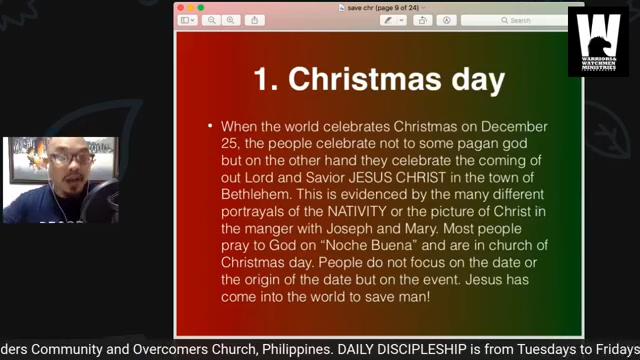 save chr (page 9 of 24)
Search
WARRIORS &
WATCHMEN
MINISTRIES
1. Christmas day
• When the world celebrates Christmas on December
25, the people celebrate not to some pagan god
but on the other hand they celebrate the coming of
out Lord and Savior JESUS CHRIST in the town of
Bethlehem. This is evidenced by the many different
portrayals of the NATIVITY or the picture of Christ in
the manger with Joseph and Mary. Most people
pray to God on “Noche Buena” and are in church of
Christmas day. People do not focus on the date or
the origin of the date but on the event. Jesus has
come into the world to save man!
ders Community and Overcomers Church, Philippines. DAILY DISCIPLESHIP is from Tuesdays to Fridays